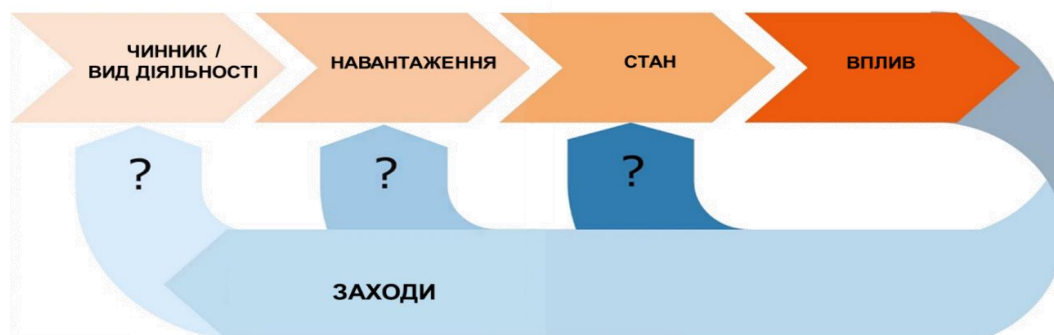 ЧИННИК /
ВИД ДІЯЛЬНОСТІ
НАВАНТАЖЕННЯ
СТАН
ВПЛИВ
?
?
?
ЗАХОДИ